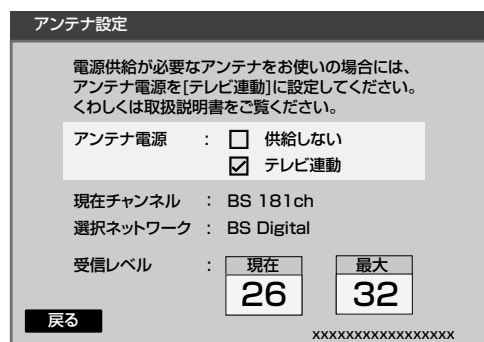 アンテナ設定
電源供給が必要なアンテナをお使いの場合には、
アンテナ電源を[テレビ連動]に設定してください。
くわしくは取扱説明書をご覧ください。
アンテナ電源 : 供給しない
テレビ連動
現在チャンネル : BS 181ch
選択ネットワーク : BS Digital
受信レベル : 現在 最大
26 32
戻る
xxxxxxxxxxxxxxxxx